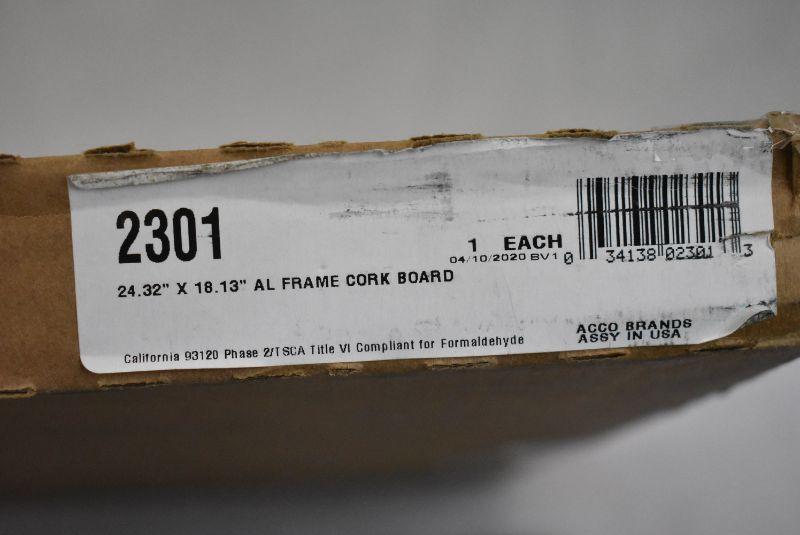 2301
1 EACH
04/10/2020 BV1
0 34138 02301 3
24.32" X 18.13" AL FRAME CORK BOARD
ACCO BRANDS
ASSY IN USA
California 93120 Phase 2/TSCA Title VI Compliant for Formaldehyde